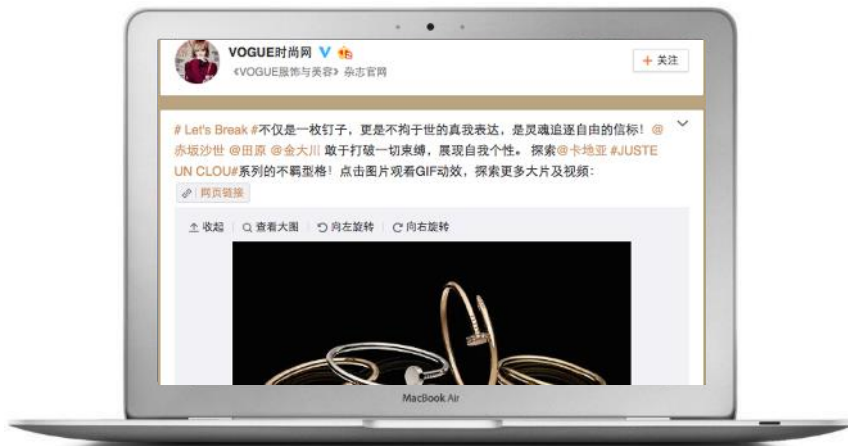 VOGUE时尚网
《VOGUE服饰与美容》杂志官网
+ 关注
# Let's Break #不仅是一枚钉子，更是不拘于世的真我表达，是灵魂追逐自由的信标！@
赤坂沙世 @田原 @金大川 敢于打破一切束缚，展现自我个性。 探索@卡地亚 #JUSTE
UN CLOU#系列的不羁型格！点击图片观看GIF动效，探索更多大片及视频：
网页链接
收起 查看大图 向左旋转 向右旋转
MacBook Air